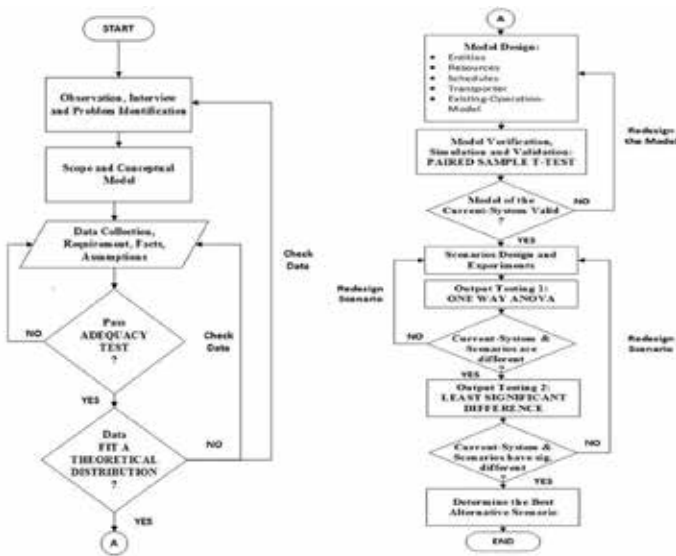 START
Observation, Interview
and Problem Identification
Scope and Conceptual
Model
Data Collection,
Requirement, Facts,
Assumptions
Check
Data
NO
Pass
ADEQUACY
TEST
?
Check
Data
YES
Data
FIT A
THEORETICAL
DISTRIBUTION
?
NO
YES
A
A
Model Design:
• Entities
• Resources
• Schedules
• Transporter
• Existing-Operation-
Model
Redesign
the Model
Model Verification,
Simulation and Validation:
PAIRED SAMPLE T-TEST
Model of the
Current-System Valid
?
NO
YES
Scenarios Design and
Experiments
Redesign
Scenario
Output Testing 1:
ONE WAY ANOVA
NO
Current-System &
Scenarios are
different
?
Redesign
Scenario
YES
Output Testing 2:
LEAST SIGNIFICANT
DIFFERENCE
Current-System &
Scenarios have sig.
different
?
NO
YES
Determine the Best
Alternative Scenario
END